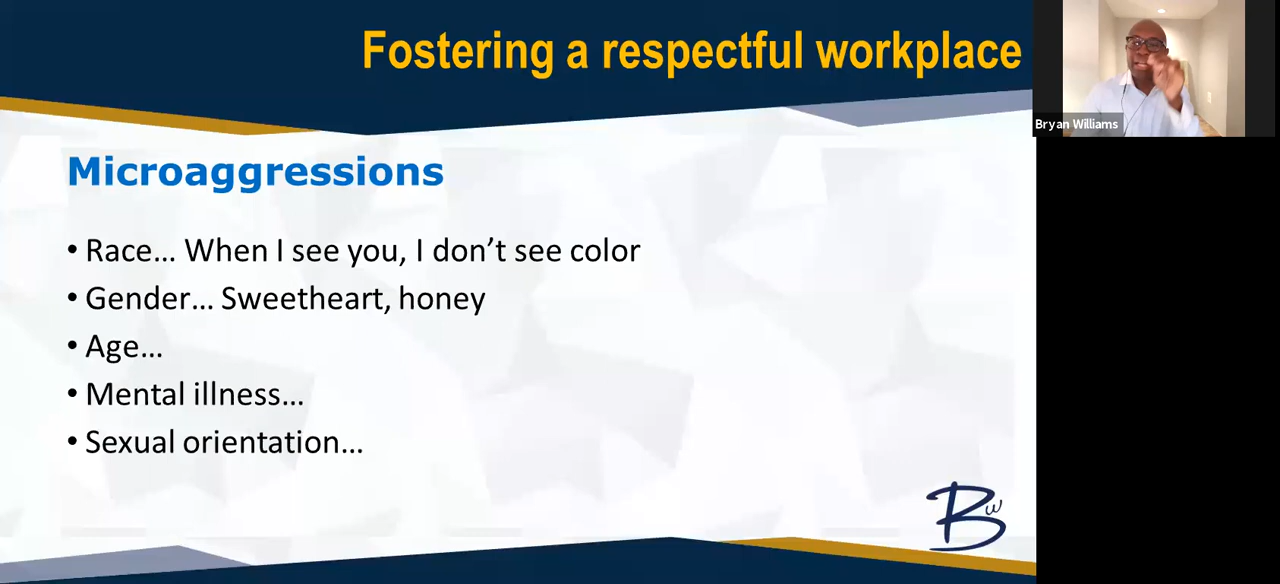 Fostering a respectful workplace
Bryan Williams
Microaggressions
• Race… When I see you, I don’t see color
• Gender… Sweetheart, honey
• Age…
• Mental illness…
• Sexual orientation…
BW